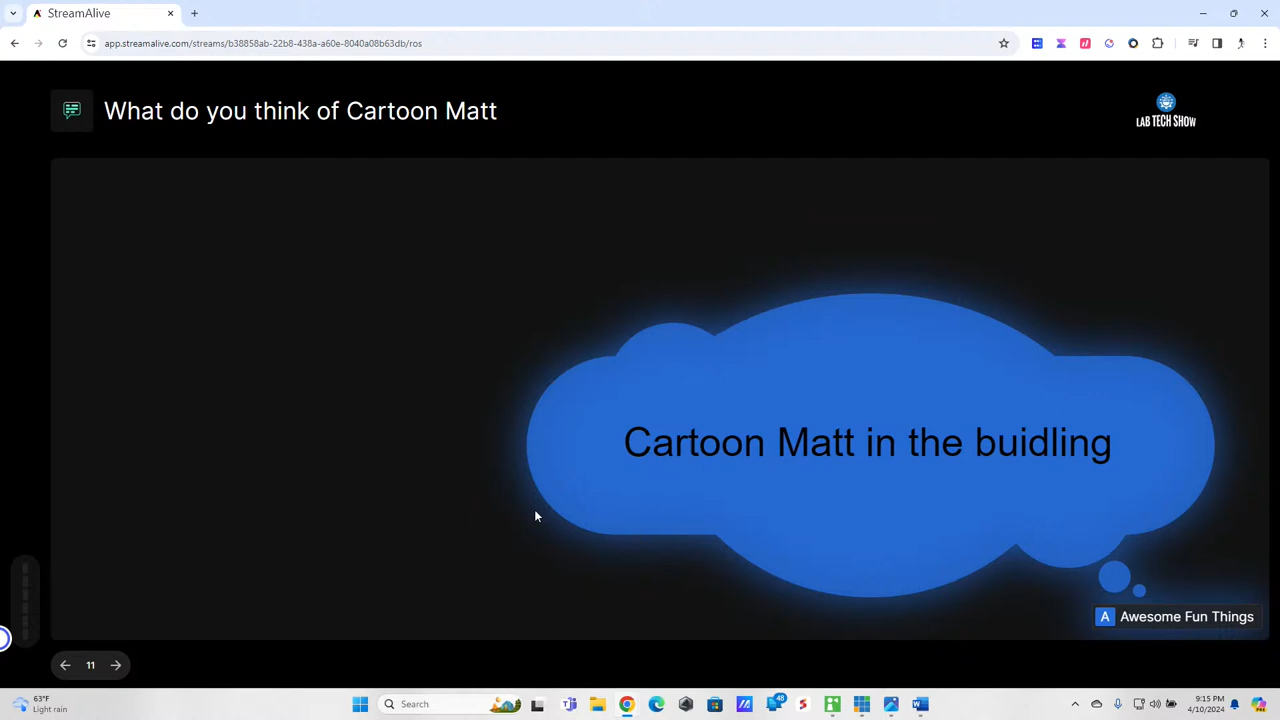 StreamAlive
app.streamalive.com/streams/b38858ab-22b8-438a-a60e-8040a08b53db/ros
What do you think of Cartoon Matt
LAB TECH SHOW
Cartoon Matt in the buidling
A Awesome Fun Things
11
63°F
Light rain
Search
48
9:15 PM
4/10/2024